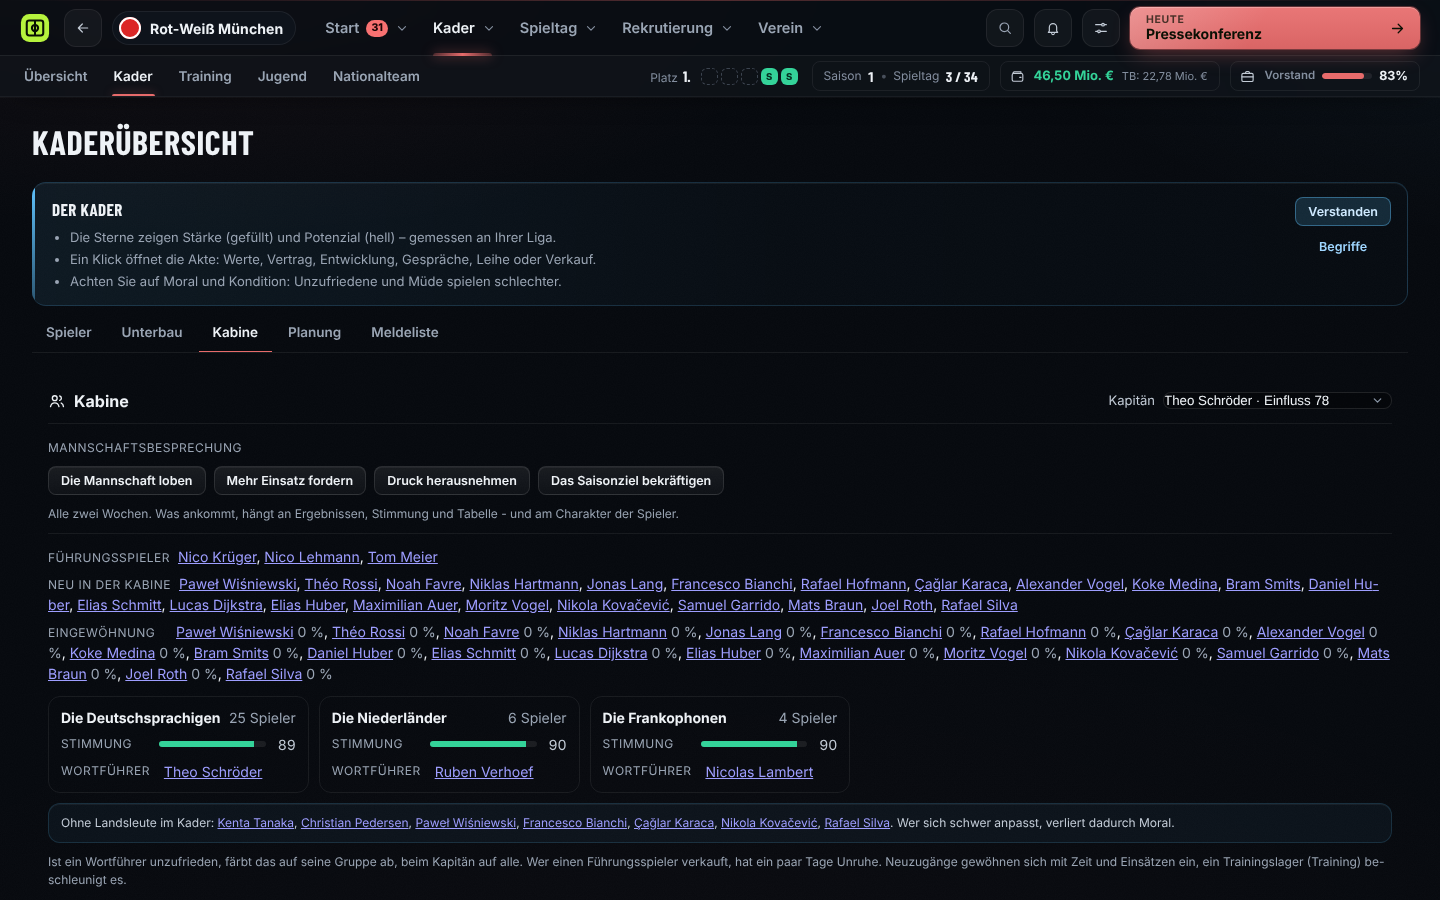 Rot-Weiß München
Start 31
Kader
Spieltag
Rekrutierung
Verein
HEUTE
Pressekonferenz
Übersicht
Kader
Training
Jugend
Nationalteam
Platz 1. S S
Saison 1 • Spieltag 3 / 34
46,50 Mio. € TB: 22,78 Mio. €
Vorstand 83%
KADERÜBERSICHT
DER KADER
• Die Sterne zeigen Stärke (gefüllt) und Potenzial (hell) – gemessen an Ihrer Liga.
• Ein Klick öffnet die Akte: Werte, Vertrag, Entwicklung, Gespräche, Leihe oder Verkauf.
• Achten Sie auf Moral und Kondition: Unzufriedene und Müde spielen schlechter.
Verstanden
Begriffe
Spieler
Unterbau
Kabine
Planung
Meldeliste
Kabine
Kapitän Theo Schröder · Einfluss 78
MANNSCHAFTSBESPRECHUNG
Die Mannschaft loben
Mehr Einsatz fordern
Druck herausnehmen
Das Saisonziel bekräftigen
Alle zwei Wochen. Was ankommt, hängt an Ergebnissen, Stimmung und Tabelle - und am Charakter der Spieler.
FÜHRUNGSSPIELER Nico Krüger, Nico Lehmann, Tom Meier
NEU IN DER KABINE Paweł Wiśniewski, Théo Rossi, Noah Favre, Niklas Hartmann, Jonas Lang, Francesco Bianchi, Rafael Hofmann, Çağlar Karaca, Alexander Vogel, Koke Medina, Bram Smits, Daniel Hu-
ber, Elias Schmitt, Lucas Dijkstra, Elias Huber, Maximilian Auer, Moritz Vogel, Nikola Kovačević, Samuel Garrido, Mats Braun, Joel Roth, Rafael Silva
EINGEWÖHNUNG Paweł Wiśniewski 0 %, Théo Rossi 0 %, Noah Favre 0 %, Niklas Hartmann 0 %, Jonas Lang 0 %, Francesco Bianchi 0 %, Rafael Hofmann 0 %, Çağlar Karaca 0 %, Alexander Vogel 0
%, Koke Medina 0 %, Bram Smits 0 %, Daniel Huber 0 %, Elias Schmitt 0 %, Lucas Dijkstra 0 %, Elias Huber 0 %, Maximilian Auer 0 %, Moritz Vogel 0 %, Nikola Kovačević 0 %, Samuel Garrido 0 %, Mats
Braun 0 %, Joel Roth 0 %, Rafael Silva 0 %
Die Deutschsprachigen 25 Spieler
STIMMUNG 89
WORTFÜHRER Theo Schröder
Die Niederländer 6 Spieler
STIMMUNG 90
WORTFÜHRER Ruben Verhoef
Die Frankophonen 4 Spieler
STIMMUNG 90
WORTFÜHRER Nicolas Lambert
Ohne Landsleute im Kader: Kenta Tanaka, Christian Pedersen, Paweł Wiśniewski, Francesco Bianchi, Çağlar Karaca, Nikola Kovačević, Rafael Silva. Wer sich schwer anpasst, verliert dadurch Moral.
Ist ein Wortführer unzufrieden, färbt das auf seine Gruppe ab, beim Kapitän auf alle. Wer einen Führungsspieler verkauft, hat ein paar Tage Unruhe. Neuzugänge gewöhnen sich mit Zeit und Einsätzen ein, ein Trainingslager (Training) be-
schleunigt es.